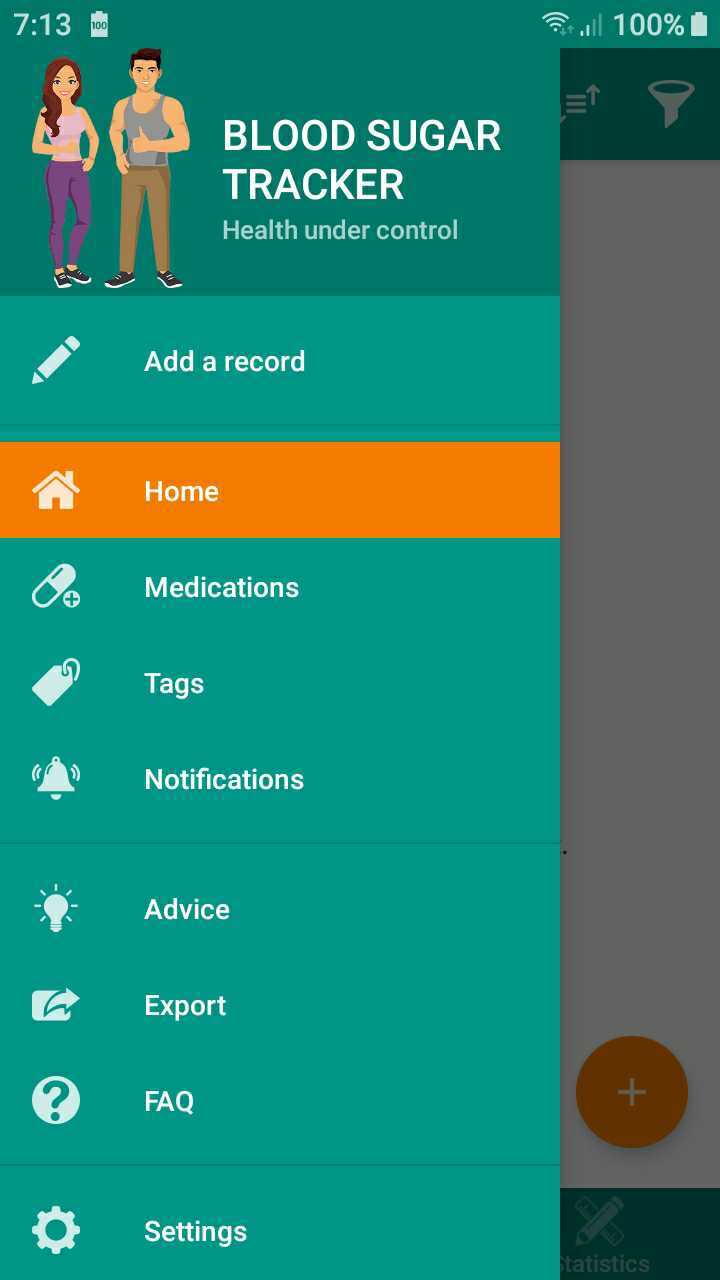 7:13
100
100%
BLOOD SUGAR
TRACKER
Health under control
Add a record
Home
Medications
Tags
Notifications
Advice
Export
FAQ
Settings
Statistics